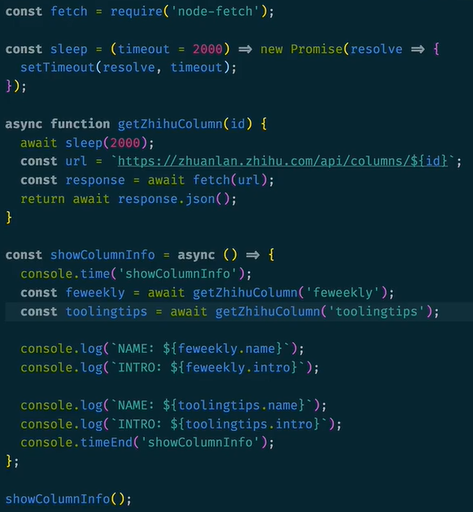 const fetch = require('node-fetch');
const sleep = (timeout = 2000) => new Promise(resolve => {
  setTimeout(resolve, timeout);
});
async function getZhihuColumn(id) {
  await sleep(2000);
  const url = `https://zhuanlan.zhihu.com/api/columns/${id}`;
  const response = await fetch(url);
  return await response.json();
}
const showColumnInfo = async () => {
  console.time('showColumnInfo');
  const feweekly = await getZhihuColumn('feweekly');
  const toolingtips = await getZhihuColumn('toolingtips');
  console.log(`NAME: ${feweekly.name}`);
  console.log(`INTRO: ${feweekly.intro}`);
  console.log(`NAME: ${toolingtips.name}`);
  console.log(`INTRO: ${toolingtips.intro}`);
  console.timeEnd('showColumnInfo');
};
showColumnInfo();